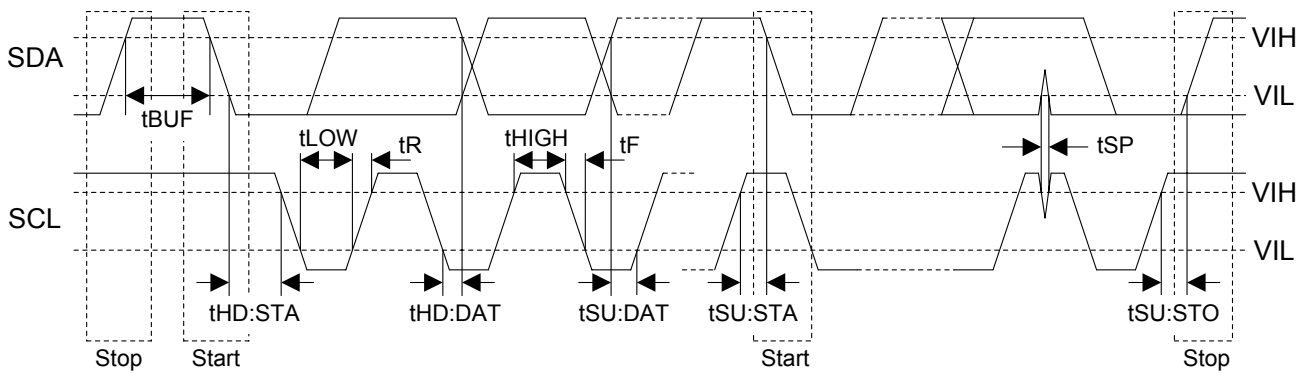 SDA
VIH
VIL
tBUF
tLOW
tR
tHIGH
tF
tSP
SCL
VIH
VIL
tHD:STA
tHD:DAT
tSU:DAT
tSU:STA
tSU:STO
Stop
Start
Start
Stop